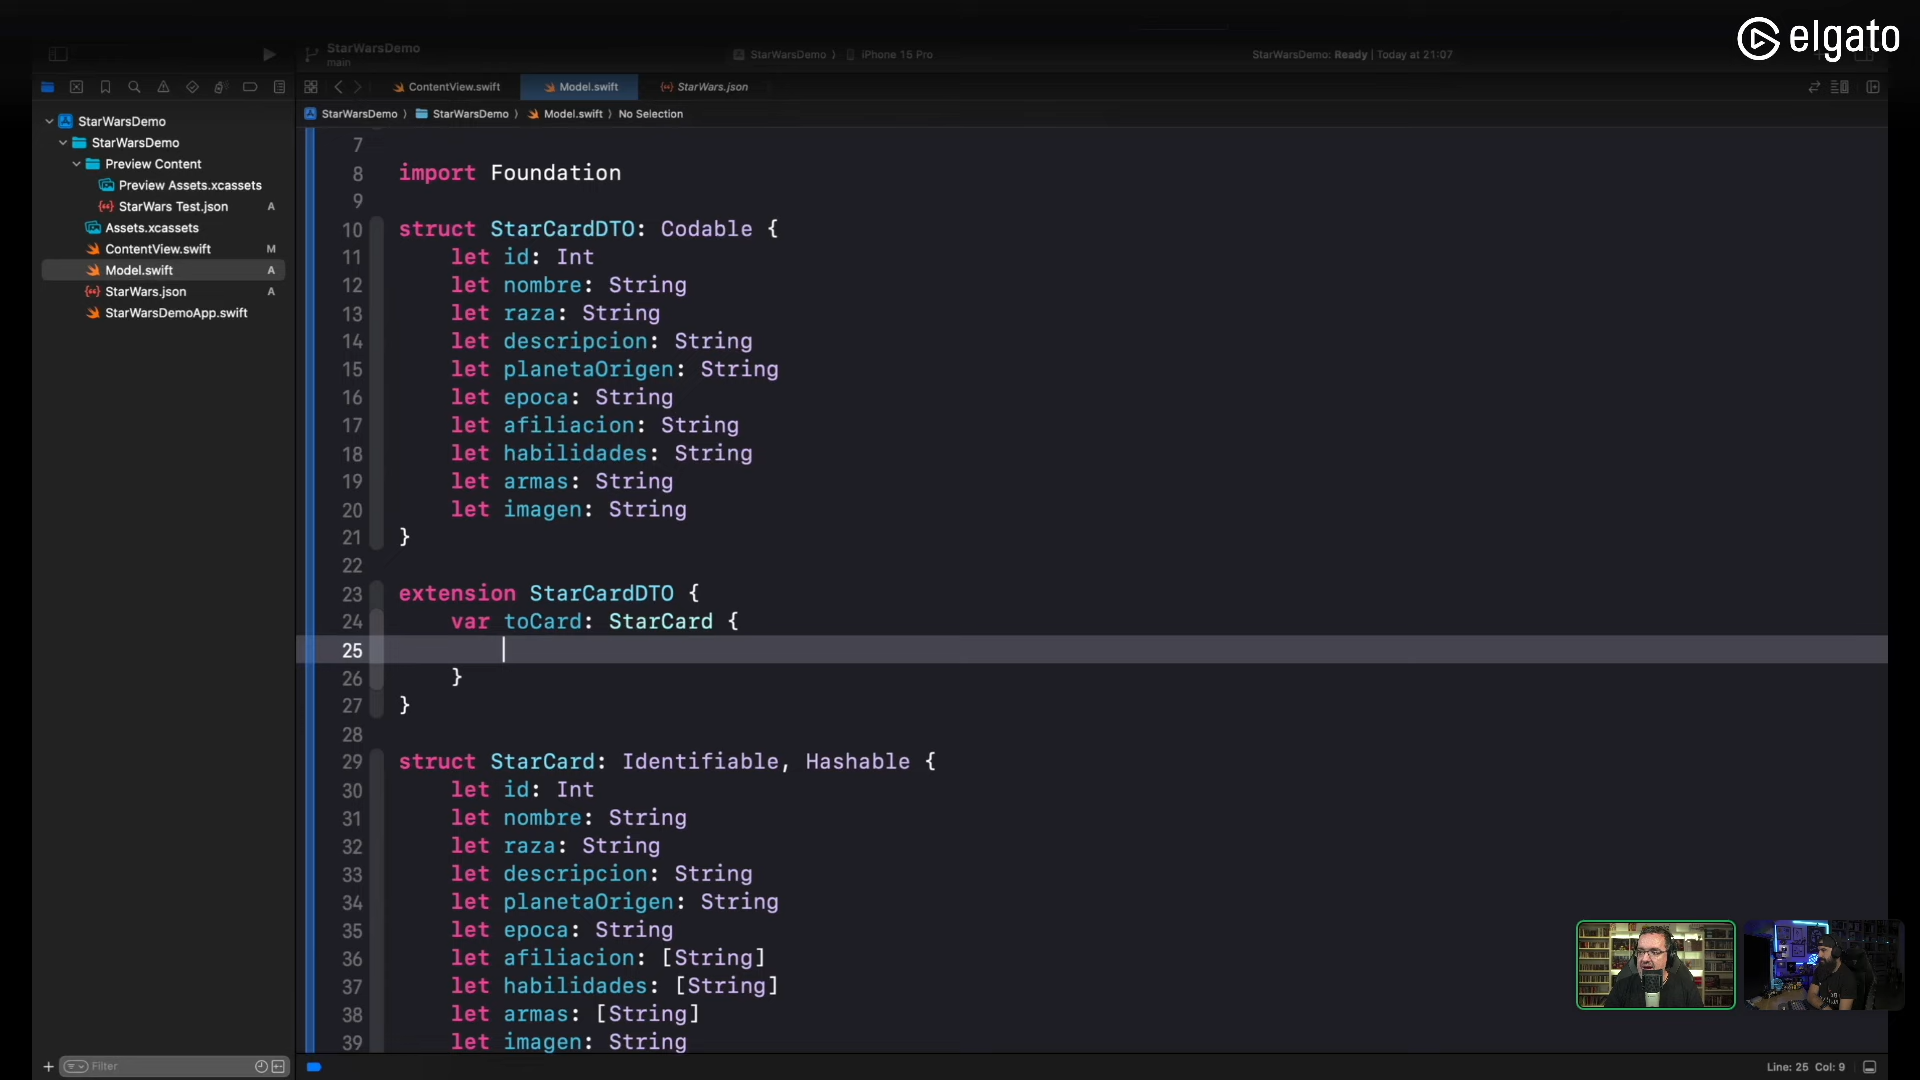 elgato
StarWarsDemo
main
StarWarsDemo
iPhone 15 Pro
StarWarsDemo: Ready | Today at 21:07
ContentView.swift
Model.swift
StarWars.json
StarWarsDemo
StarWarsDemo
Model.swift
No Selection
StarWarsDemo
StarWarsDemo
Preview Content
Preview Assets.xcassets
StarWars Test.json A
Assets.xcassets
ContentView.swift M
Model.swift A
StarWars.json A
StarWarsDemoApp.swift
7
8 import Foundation
9
10 struct StarCardDTO: Codable {
11 let id: Int
12 let nombre: String
13 let raza: String
14 let descripcion: String
15 let planetaOrigen: String
16 let epoca: String
17 let afiliacion: String
18 let habilidades: String
19 let armas: String
20 let imagen: String
21 }
22
23 extension StarCardDTO {
24 var toCard: StarCard {
25
26 }
27 }
28
29 struct StarCard: Identifiable, Hashable {
30 let id: Int
31 let nombre: String
32 let raza: String
33 let descripcion: String
34 let planetaOrigen: String
35 let epoca: String
36 let afiliacion: [String]
37 let habilidades: [String]
38 let armas: [String]
39 let imagen: String
Filter
Line: 25 Col: 9